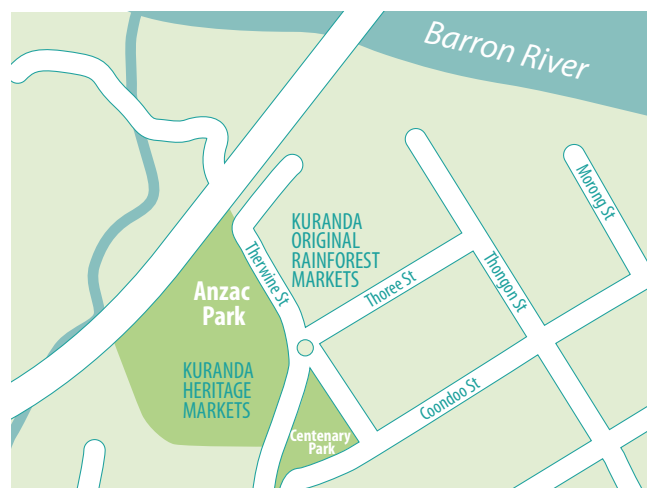 Barron River
Morong St
KURANDA
ORIGINAL
RAINFOREST
MARKETS
Therwine St
Thoree St
Thongon St
Anzac
Park
KURANDA
HERITAGE
MARKETS
Coondoo St
Centenary
Park